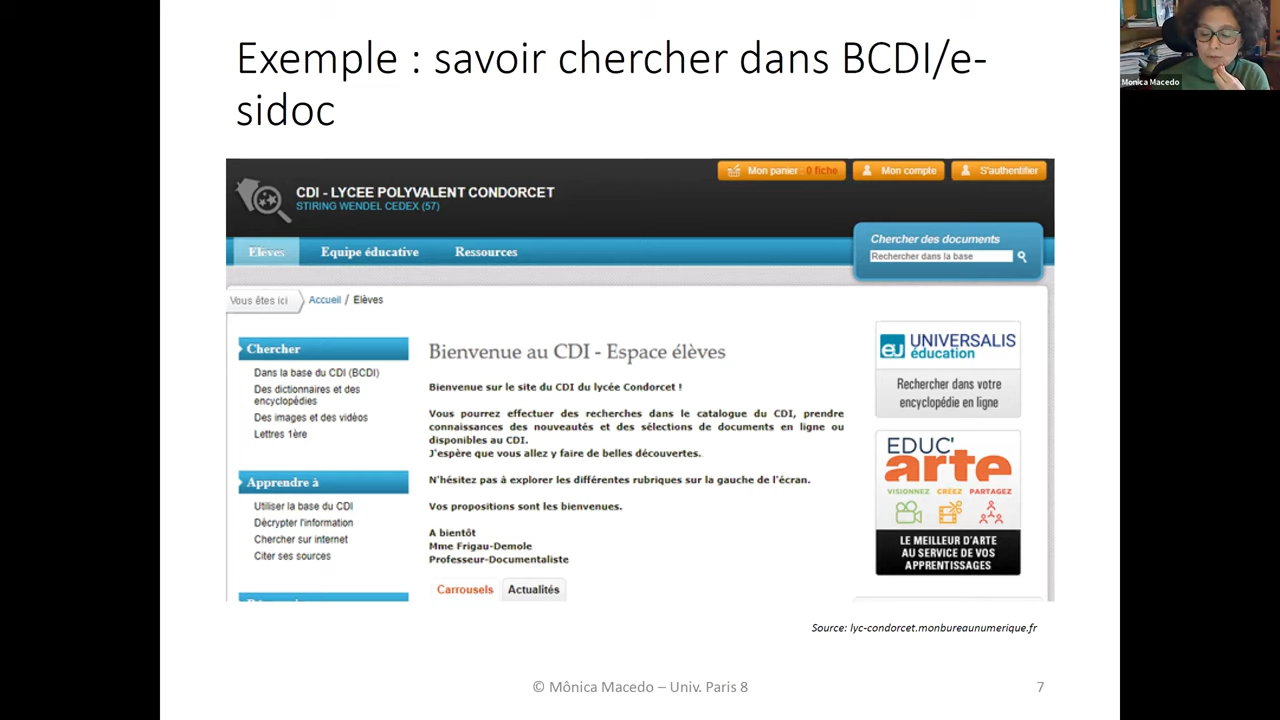 Exemple : savoir chercher dans BCDI/e-
sidoc
Monica Macedo
Mon panier : 0 fiche
Mon compte
S'authentifier
CDI - LYCEE POLYVALENT CONDORCET
STIRING WENDEL CEDEX (57)
Chercher des documents
Rechercher dans la base
Elèves
Equipe éducative
Ressources
Vous êtes ici
Accueil / Elèves
Chercher
Dans la base du CDI (BCDI)
Des dictionnaires et des
encyclopédies
Des images et des vidéos
Lettres 1ère
Apprendre à
Utiliser la base du CDI
Décrypter l'information
Chercher sur internet
Citer ses sources
Bienvenue au CDI - Espace élèves
Bienvenue sur le site du CDI du lycée Condorcet !
Vous pourrez effectuer des recherches dans le catalogue du CDI, prendre
connaissances des nouveautés et des sélections de documents en ligne ou
disponibles au CDI.
J'espère que vous allez y faire de belles découvertes.
N'hésitez pas à explorer les différentes rubriques sur la gauche de l'écran.
Vos propositions sont les bienvenues.
A bientôt
Mme Frigau-Demole
Professeur-Documentaliste
Carrousels
Actualités
eu UNIVERSALIS
éducation
Rechercher dans votre
encyclopédie en ligne
EDUC'
arte
VISIONNEZ CRÉEZ PARTAGEZ
LE MEILLEUR D'ARTE
AU SERVICE DE VOS
APPRENTISSAGES
Source: lyc-condorcet.monbureaunumerique.fr
© Mônica Macedo – Univ. Paris 8
7